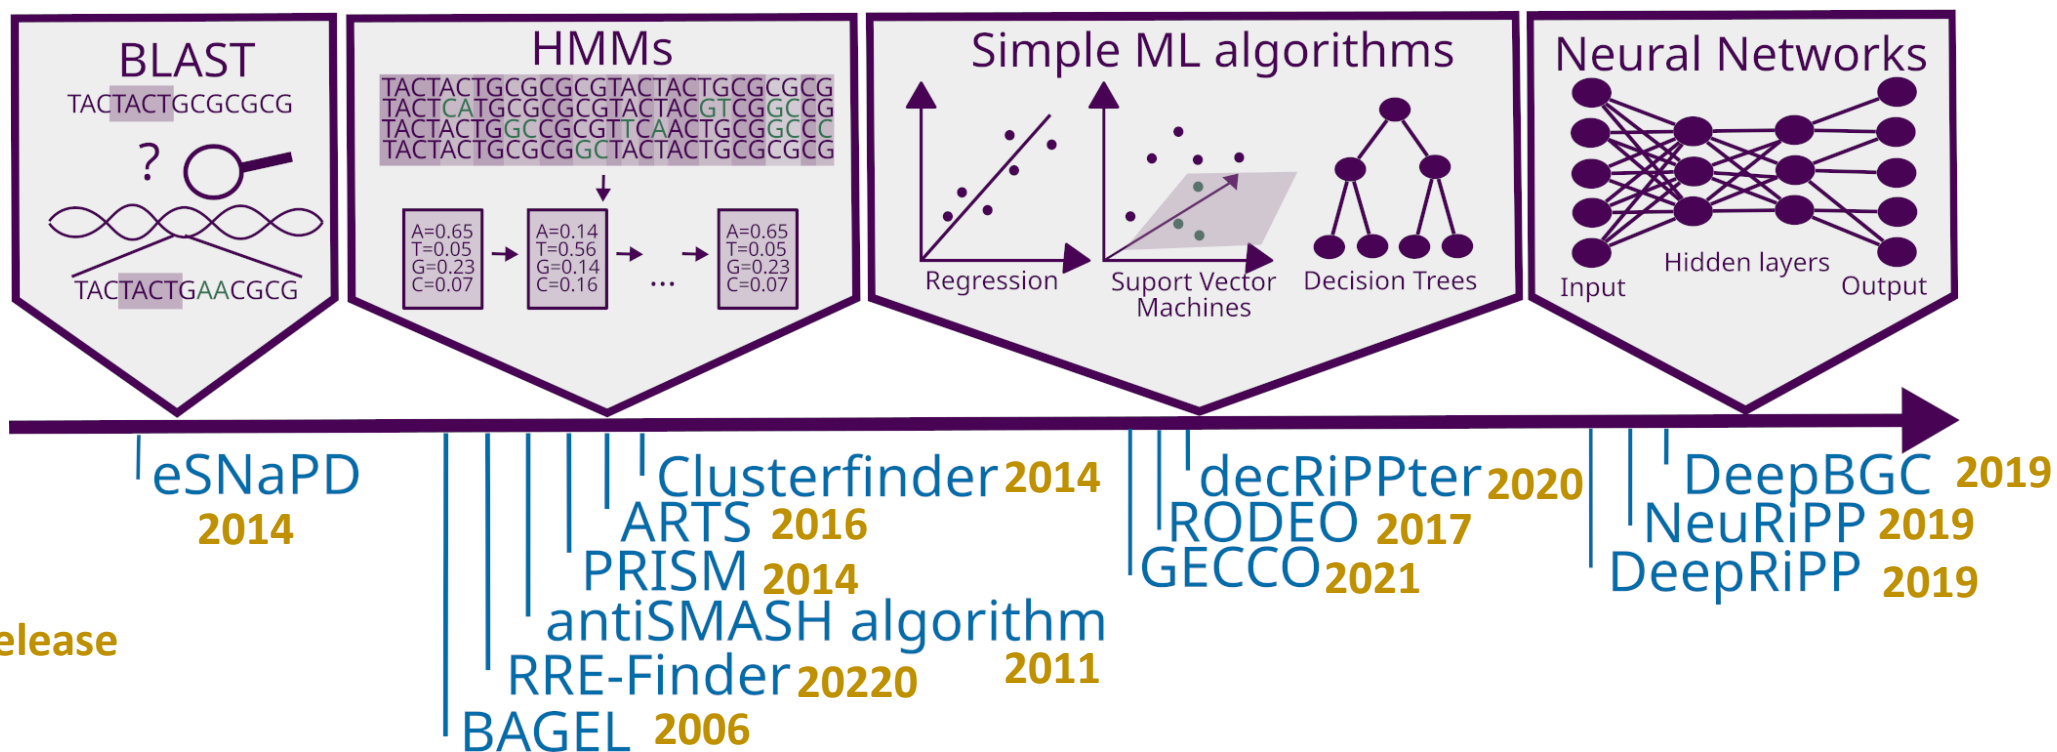 BLAST
TACTACTGCGCGCG
?
TACTACTGAACGCG
HMMs
TACTACTGCGCGCGTACTACTGCGCGCG
TACTCATGCGCGCGTACTACGTCGGCCG
TACTACTGGCCGCGTTCAACTGCGGCCC
TACTACTGCGCGGCTACTACTGCGCGCG
A=0.65
T=0.05
G=0.23
C=0.07
A=0.14
T=0.56
G=0.14
C=0.16
...
A=0.65
T=0.05
G=0.23
C=0.07
Simple ML algorithms
Regression
Suport Vector
Machines
Decision Trees
Neural Networks
Input
Hidden layers
Output
eSNaPD
2014
Clusterfinder 2014
ARTS 2016
PRISM 2014
antiSMASH algorithm
2011
RRE-Finder 20220
BAGEL 2006
decRiPPter 2020
RODEO 2017
GECCO 2021
DeepBGC 2019
NeuRiPP 2019
DeepRiPP 2019
elease